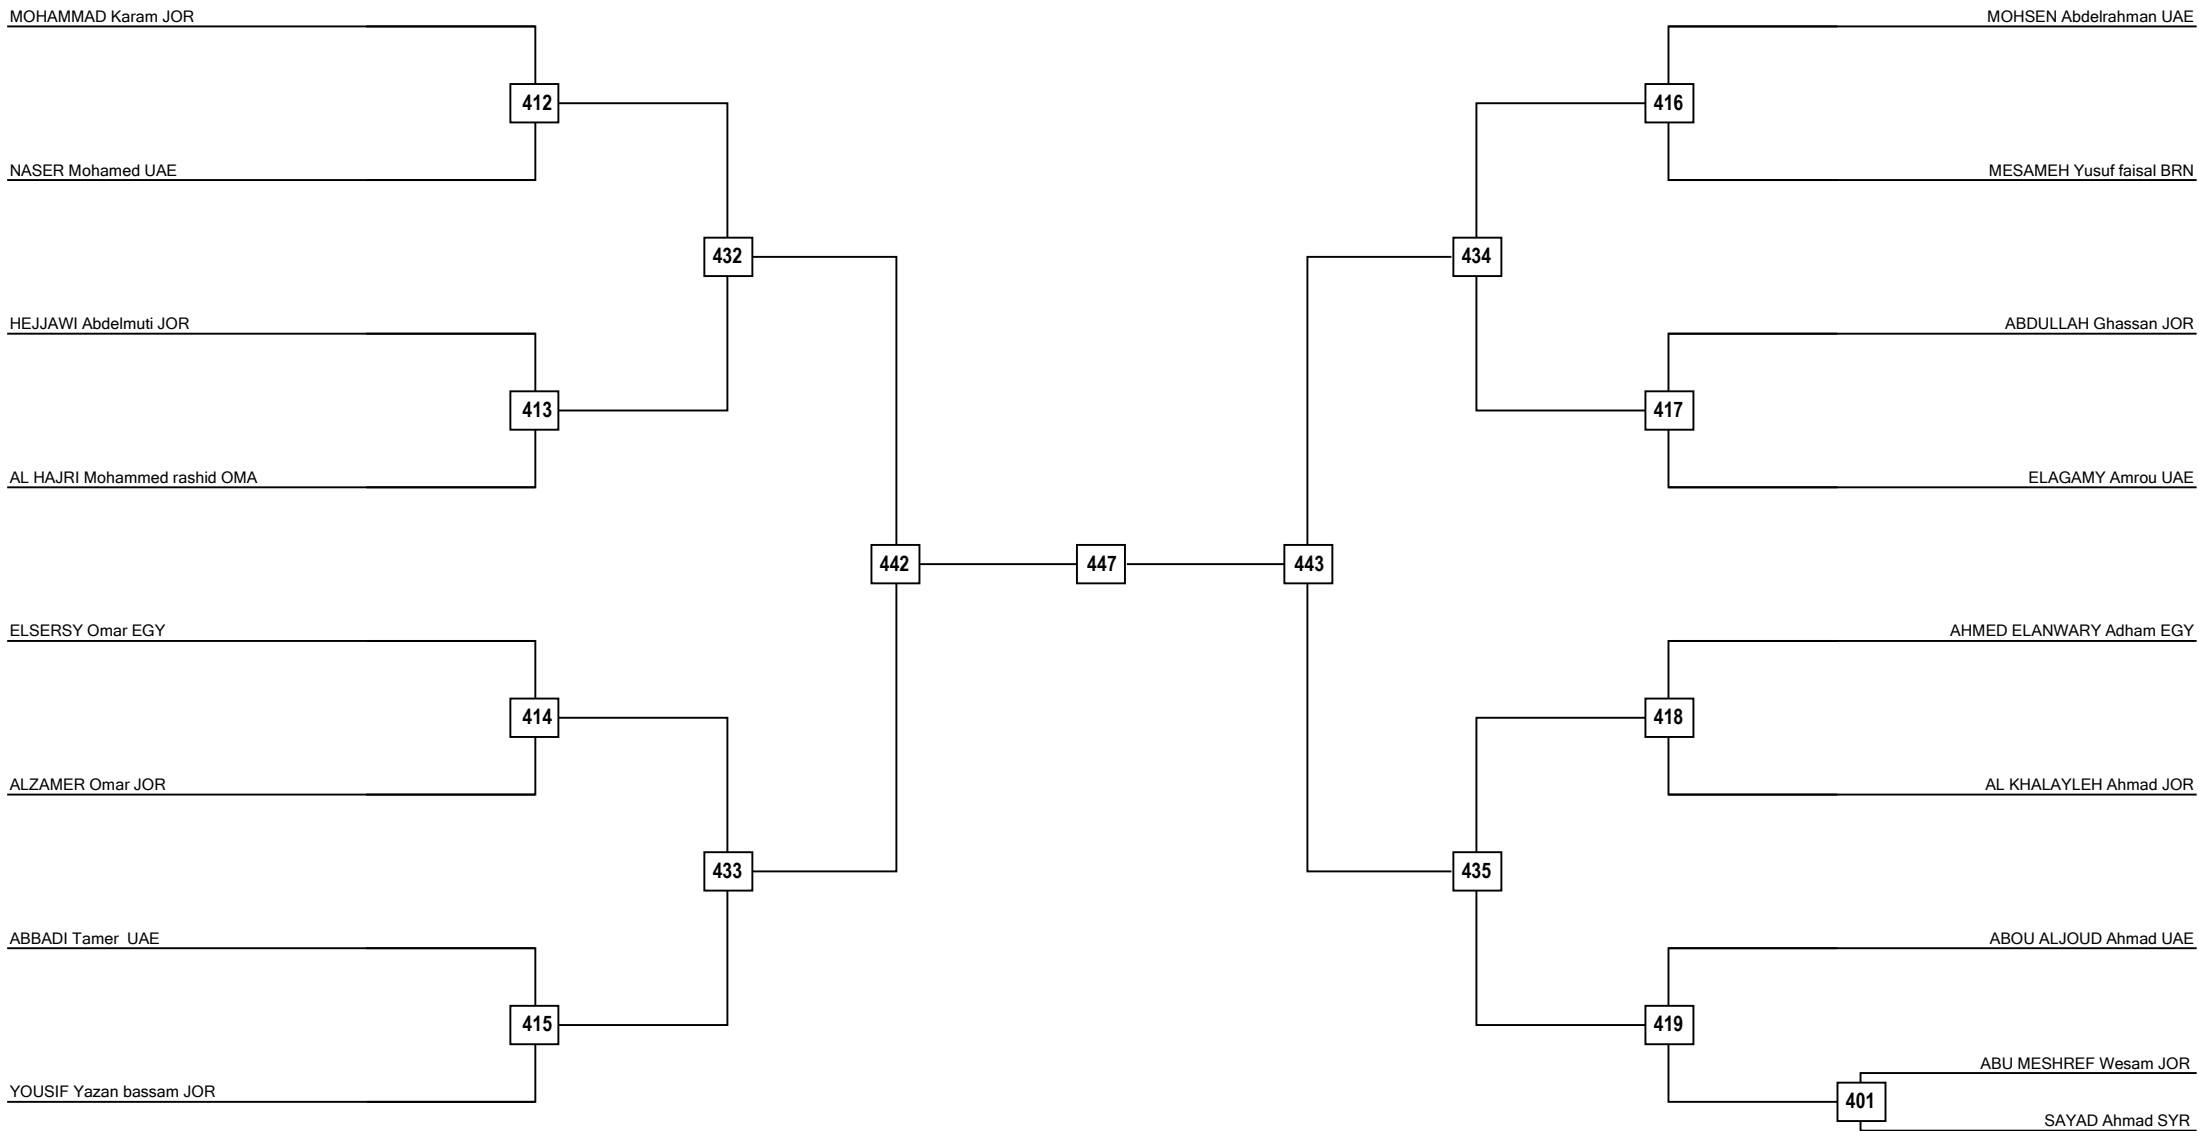 MOHAMMAD Karam JOR
MOHSEN Abdelrahman UAE
412
416
NASER Mohamed UAE
MESAMEH Yusuf faisal BRN
432
434
HEJJAWI Abdelmuti JOR
ABDULLAH Ghassan JOR
413
417
AL HAJRI Mohammed rashid OMA
ELAGAMY Amrou UAE
442
447
443
ELSERSY Omar EGY
AHMED ELANWARY Adham EGY
414
418
ALZAMER Omar JOR
AL KHALAYLEH Ahmad JOR
433
435
ABBADI Tamer  UAE
ABOU ALJOUD Ahmad UAE
415
419
ABU MESHREF Wesam JOR
YOUSIF Yazan bassam JOR
401
SAYAD Ahmad SYR